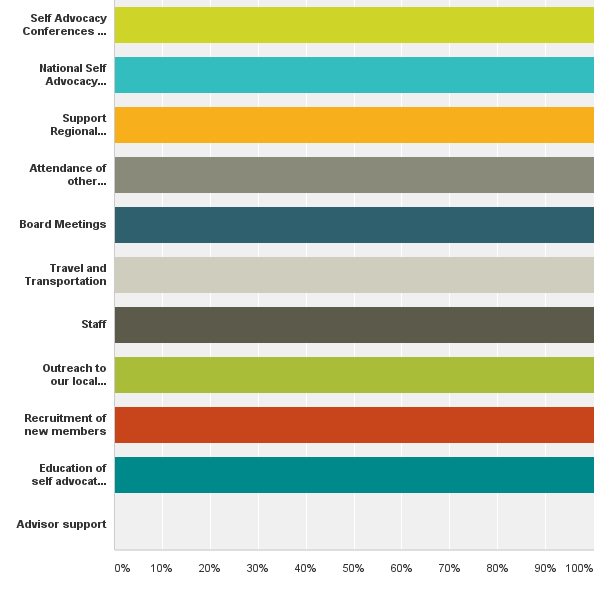 Self Advocacy
Conferences ...
National Self
Advocacy...
Support
Regional...
Attendance of
other...
Board Meetings
Travel and
Transportation
Staff
Outreach to
our local...
Recruitment of
new members
Education of
self advocat...
Advisor support
0% 10% 20% 30% 40% 50% 60% 70% 80% 90% 100%